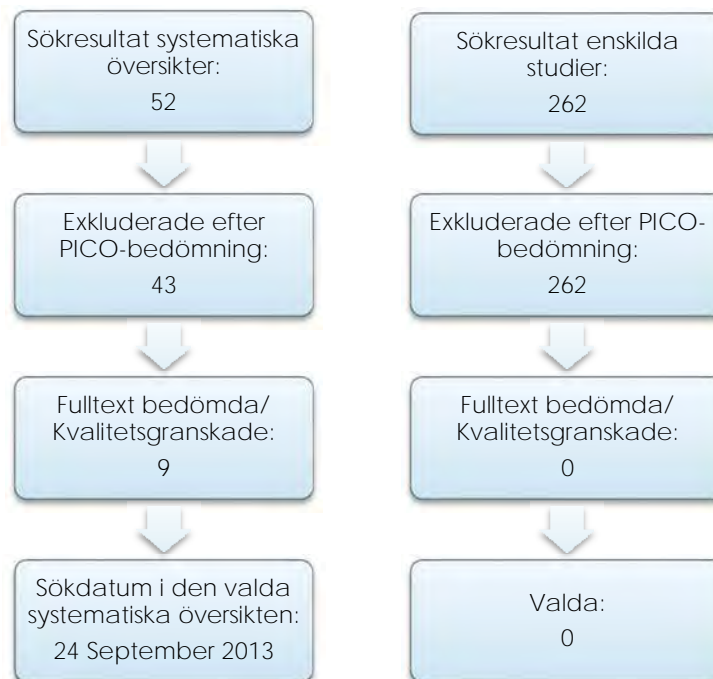 Sökresultat systematiska
översikter:
52
Exkluderade efter
PICO-bedömning:
43
Fulltext bedömda/
Kvalitetsgranskade:
9
Sökdatum i den valda
systematiska översikten:
24 September 2013
Sökresultat enskilda
studier:
262
Exkluderade efter PICO-
bedömning:
262
Fulltext bedömda/
Kvalitetsgranskade:
0
Valda:
0